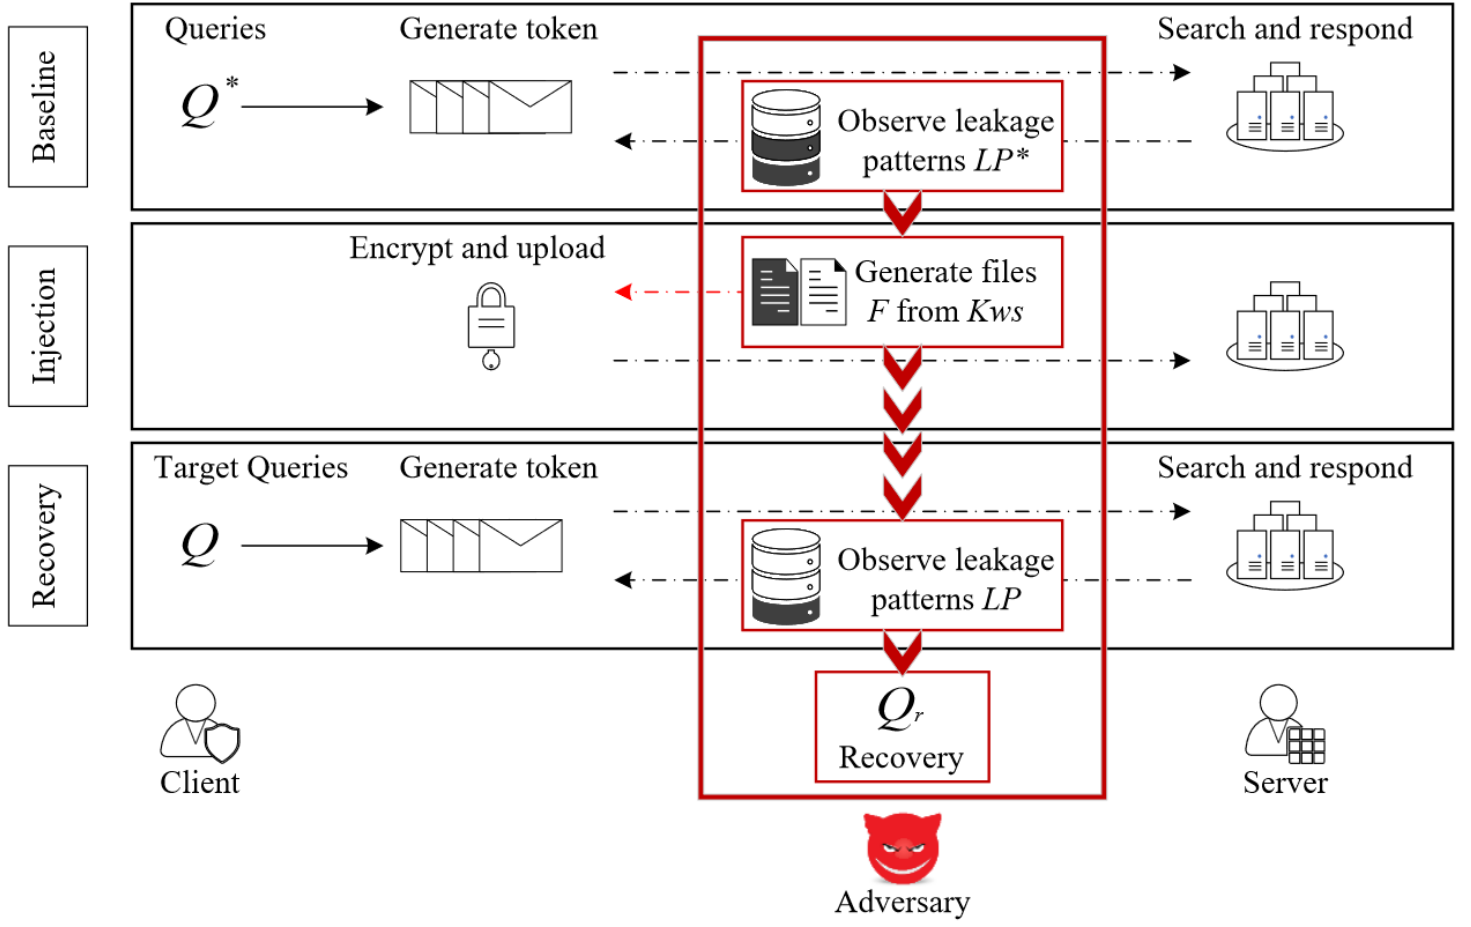 Baseline
Queries
Generate token
Search and respond
Q*
Observe leakage
patterns LP*
Injection
Encrypt and upload
Generate files
F from Kws
Recovery
Target Queries
Generate token
Search and respond
Q
Observe leakage
patterns LP
Qr
Recovery
Client
Server
Adversary